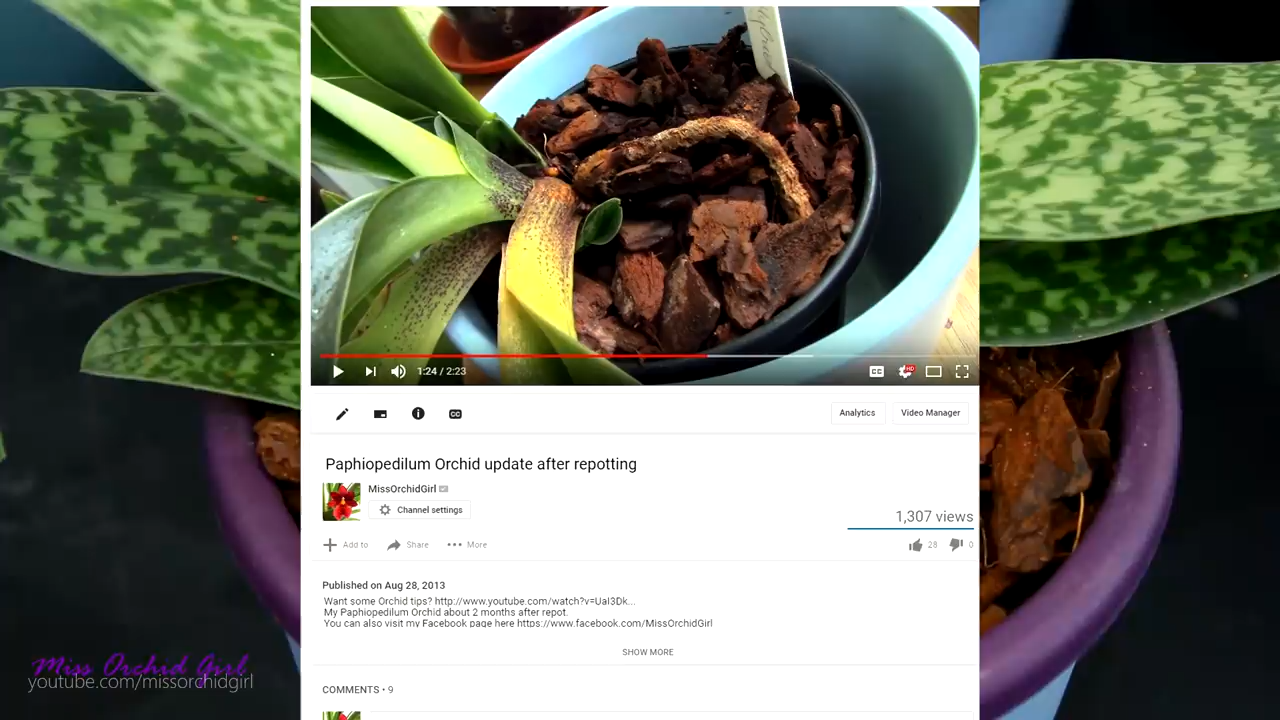 1:24 / 2:23
CC
HD
CC
Analytics
Video Manager
Paphiopedilum Orchid update after repotting
MissOrchidGirl
Channel settings
1,307 views
Add to
Share
More
28
0
Published on Aug 28, 2013
Want some Orchid tips? http://www.youtube.com/watch?v=UaI3Dk...
My Paphiopedilum Orchid about 2 months after repot.
You can also visit my Facebook page here https://www.facebook.com/MissOrchidGirl
SHOW MORE
COMMENTS • 9
Miss Orchid Girl
youtube.com/missorchidgirl